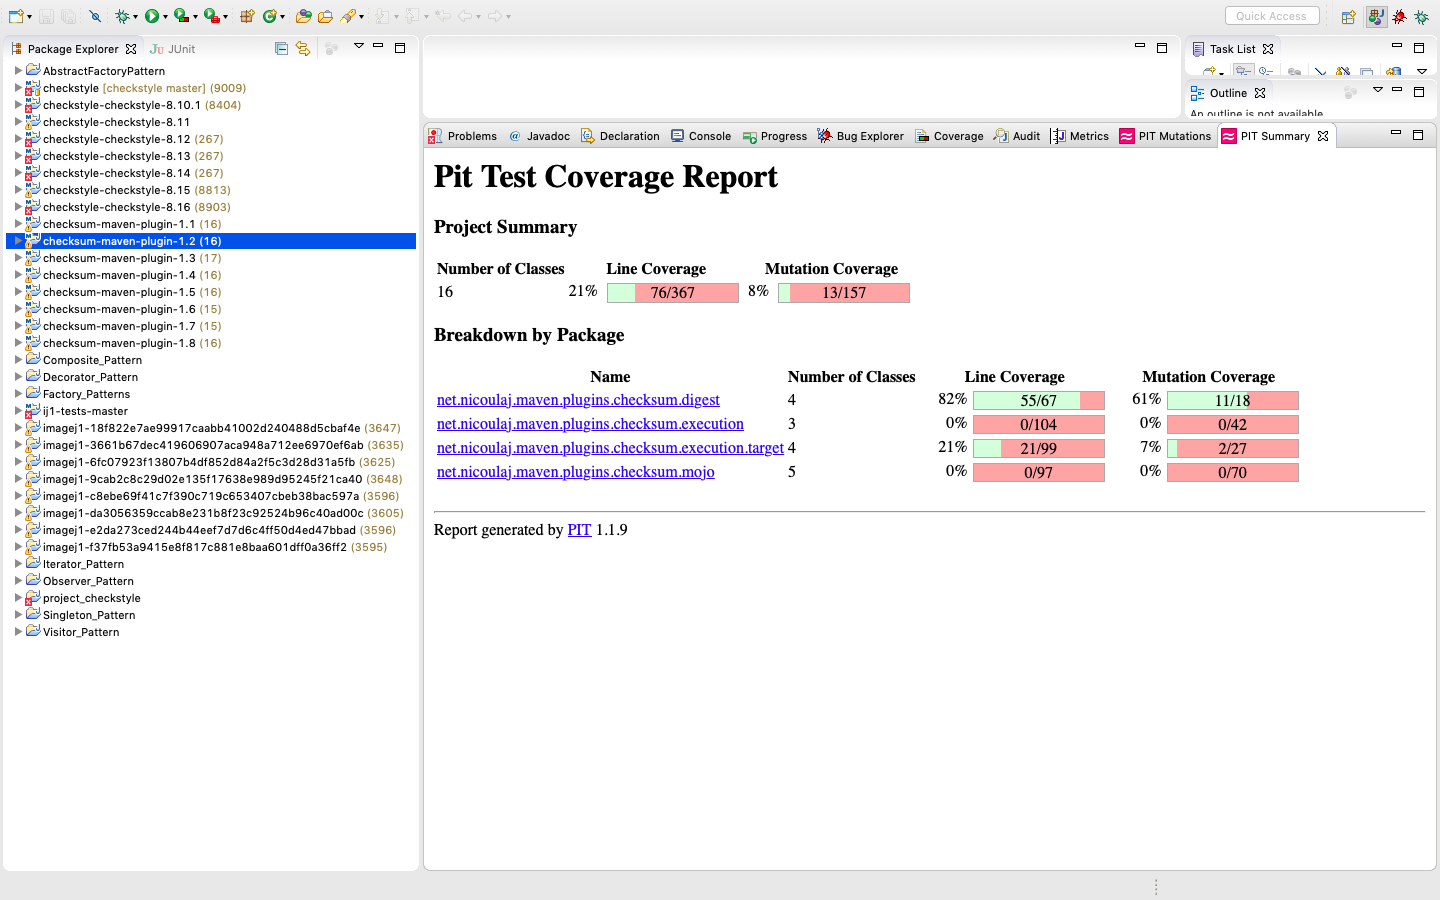 Quick Access
Package Explorer
JUnit
AbstractFactoryPattern
checkstyle [checkstyle master] (9009)
checkstyle-checkstyle-8.10.1 (8404)
checkstyle-checkstyle-8.11
checkstyle-checkstyle-8.12 (267)
checkstyle-checkstyle-8.13 (267)
checkstyle-checkstyle-8.14 (267)
checkstyle-checkstyle-8.15 (8813)
checkstyle-checkstyle-8.16 (8903)
checksum-maven-plugin-1.1 (16)
checksum-maven-plugin-1.2 (16)
checksum-maven-plugin-1.3 (17)
checksum-maven-plugin-1.4 (16)
checksum-maven-plugin-1.5 (16)
checksum-maven-plugin-1.6 (15)
checksum-maven-plugin-1.7 (15)
checksum-maven-plugin-1.8 (16)
Composite_Pattern
Decorator_Pattern
Factory_Patterns
ij1-tests-master
imagej1-18f822e7ae99917caabb41002d240488d5cbaf4e (3647)
imagej1-3661b67dec419606907aca948a712ee6970ef6ab (3635)
imagej1-6fc07923f13807b4df852d84a2f5c3d28d31a5fb (3625)
imagej1-9cab2c8c29d02e135f17638e989d95245f21ca40 (3648)
imagej1-c8ebe69f41c7f390c719c653407cbeb38bac597a (3596)
imagej1-da3056359ccab8e231b8f23c92524b96c40ad00c (3605)
imagej1-e2da273ced244b44eef7d7d6c4ff50d4ed47bbad (3596)
imagej1-f37fb53a9415e8f817c881e8baa601dff0a36ff2 (3595)
Iterator_Pattern
Observer_Pattern
project_checkstyle
Singleton_Pattern
Visitor_Pattern
Task List
Outline
An outline is not available
Problems Javadoc Declaration Console Progress Bug Explorer Coverage Audit Metrics PIT Mutations PIT Summary
Pit Test Coverage Report
Project Summary
Number of Classes Line Coverage Mutation Coverage
16 21% 76/367 8% 13/157
Breakdown by Package
Name Number of Classes Line Coverage Mutation Coverage
net.nicoulaj.maven.plugins.checksum.digest 4 82% 55/67 61% 11/18
net.nicoulaj.maven.plugins.checksum.execution 3 0% 0/104 0% 0/42
net.nicoulaj.maven.plugins.checksum.execution.target 4 21% 21/99 7% 2/27
net.nicoulaj.maven.plugins.checksum.mojo 5 0% 0/97 0% 0/70
Report generated by PIT 1.1.9